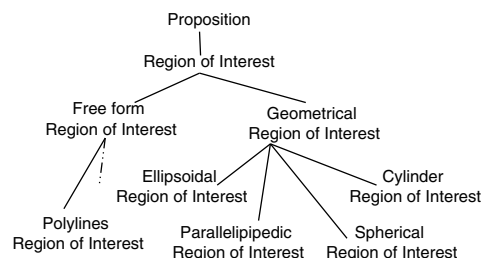 Proposition
Region of Interest
Free form
Region of Interest
Geometrical
Region of Interest
Ellipsoidal
Region of Interest
Cylinder
Region of Interest
Polylines
Region of Interest
Parallelipipedic
Region of Interest
Spherical
Region of Interest